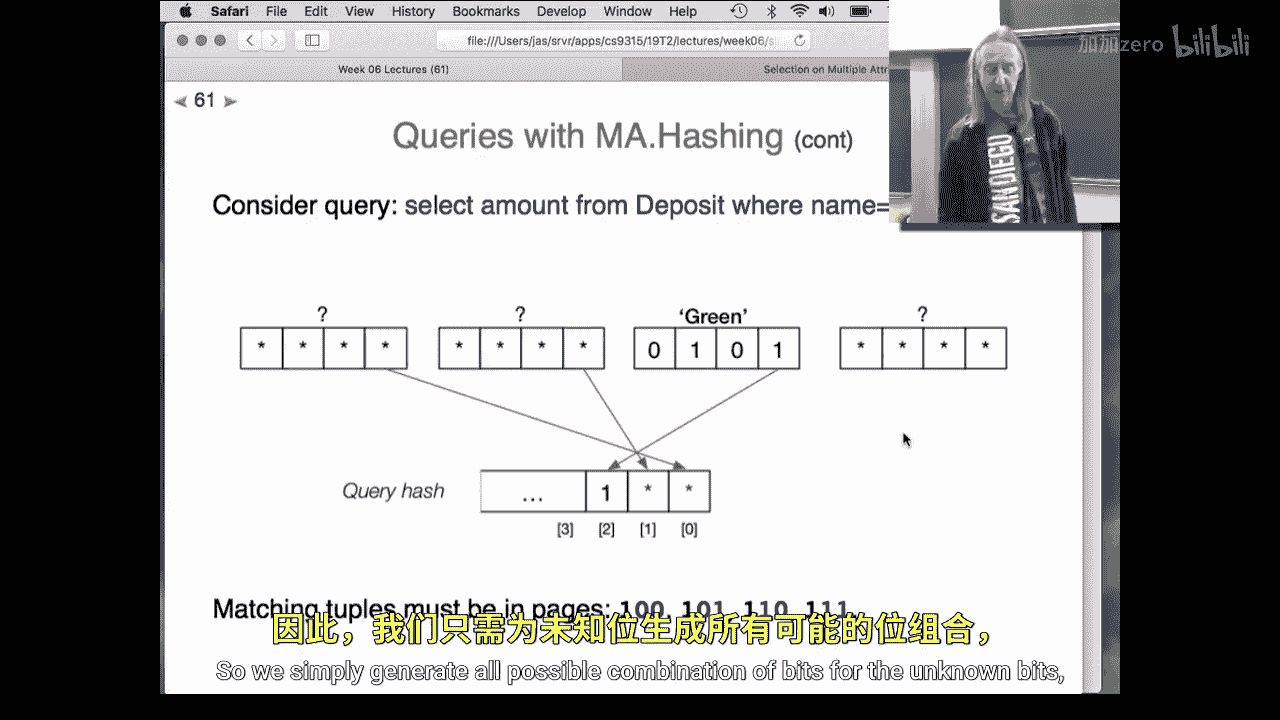 Safari File Edit View History Bookmarks Develop Window Help
加加zero bilibili
file:///Users/jas/srvr/apps/cs9315/19T2/lectures/week06/sl
Week 06 Lectures (61) Selection on Multiple Attr
61
Queries with MA.Hashing (cont)
SAN DIEGO
Consider query: select amount from Deposit where name=
? ? ‘Green’ ?
* * * * * * * * 0 1 0 1 * * * *
Query hash ... 1 * *
[3] [2] [1] [0]
Matching tuples must be in pages: 100, 101, 110, 111
因此，我们只需为未知位生成所有可能的位组合，
So we simply generate all possible combination of bits for the unknown bits,